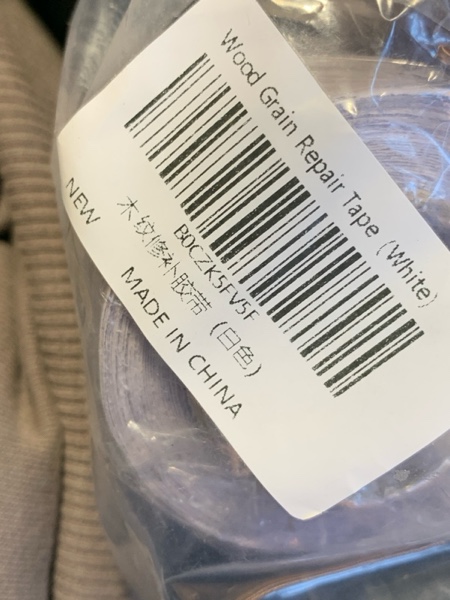 Wood Grain Repair Tape (White)
B0CZK5FV5F
木纹修补胶带 (白色)
NEW
MADE IN CHINA